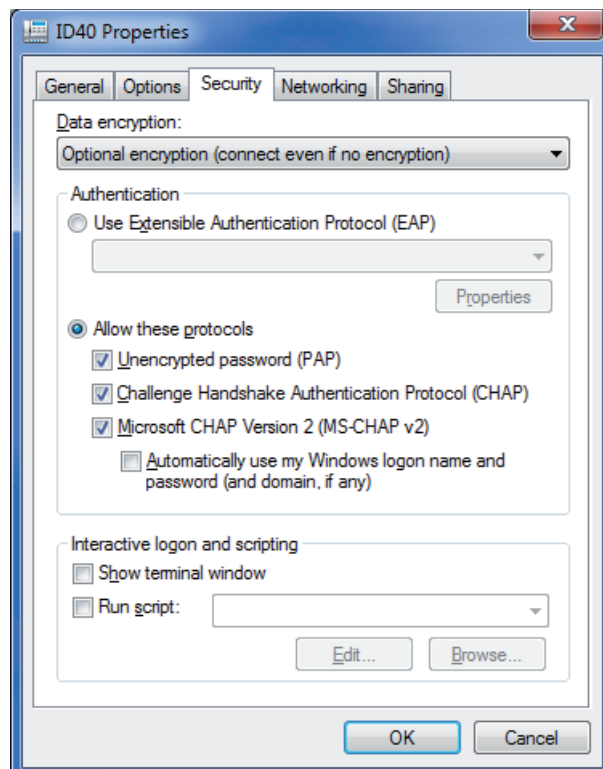 ID40 Properties
General Options Security Networking Sharing
Data encryption:
Optional encryption (connect even if no encryption)
Authentication
Use Extensible Authentication Protocol (EAP)
Properties
Allow these protocols
Unencrypted password (PAP)
Challenge Handshake Authentication Protocol (CHAP)
Microsoft CHAP Version 2 (MS-CHAP v2)
Automatically use my Windows logon name and
password (and domain, if any)
Interactive logon and scripting
Show terminal window
Run script:
Edit... Browse...
OK Cancel